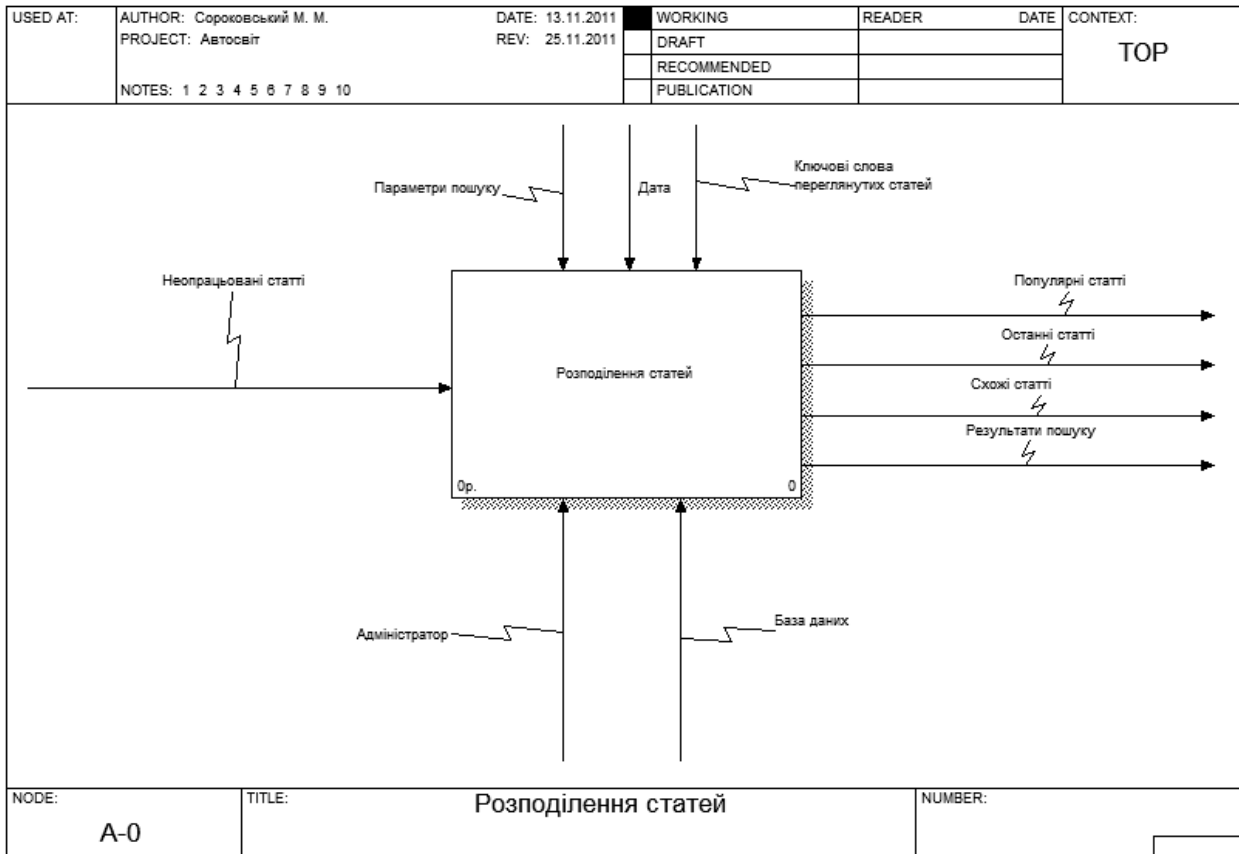 USED AT:
AUTHOR: Сороковський М. М.
DATE: 13.11.2011
PROJECT: Автосвіт
REV: 25.11.2011
NOTES: 1 2 3 4 5 6 7 8 9 10
WORKING
DRAFT
RECOMMENDED
PUBLICATION
READER DATE
CONTEXT:
TOP
Параметри пошуку
Дата
Ключові слова
переглянутих статей
Неопрацьовані статті
Популярні статті
Останні статті
Схожі статті
Результати пошуку
Розподілення статей
0р. 0
Адміністратор
База даних
NODE:
A-0
TITLE:
Розподілення статей
NUMBER: